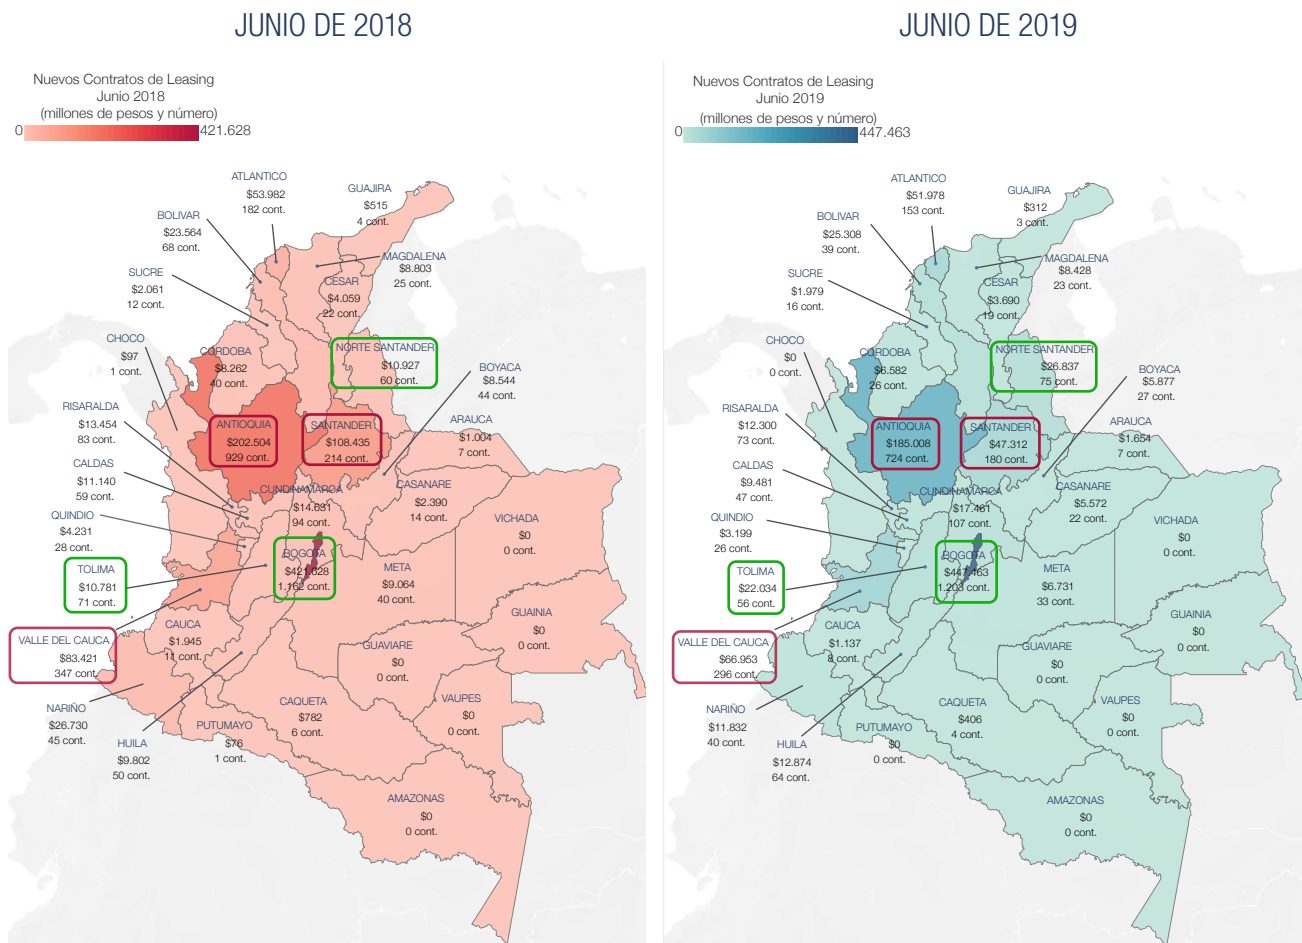 JUNIO DE 2018
Nuevos Contratos de Leasing
Junio 2018
(millones de pesos y número)
0
421.628
ATLANTICO
$53.982
182 cont.
GUAJIRA
$515
4 cont.
BOLIVAR
$23.564
68 cont.
MAGDALENA
$8.803
25 cont.
SUCRE
$2.061
12 cont.
CESAR
$4.059
22 cont.
CHOCO
$97
1 cont.
CORDOBA
$8.262
40 cont.
NORTE SANTANDER
$10.927
60 cont.
BOYACA
$8.544
44 cont.
RISARALDA
$13.454
83 cont.
ANTIOQUIA
$202.504
929 cont.
SANTANDER
$108.435
214 cont.
ARAUCA
$1.004
7 cont.
CALDAS
$11.140
59 cont.
CUNDINAMARCA
$14.681
94 cont.
CASANARE
$2.390
14 cont.
QUINDIO
$4.231
28 cont.
VICHADA
$0
0 cont.
BOGOTA
$421.628
1.162 cont.
TOLIMA
$10.781
71 cont.
META
$9.064
40 cont.
GUAINIA
$0
0 cont.
VALLE DEL CAUCA
$83.421
347 cont.
CAUCA
$1.945
11 cont.
GUAVIARE
$0
0 cont.
NARIÑO
$26.730
45 cont.
HUILA
$9.802
50 cont.
PUTUMAYO
$76
1 cont.
CAQUETA
$782
6 cont.
VAUPES
$0
0 cont.
AMAZONAS
$0
0 cont.
JUNIO DE 2019
Nuevos Contratos de Leasing
Junio 2019
(millones de pesos y número)
0
447.463
ATLANTICO
$51.978
153 cont.
GUAJIRA
$312
3 cont.
BOLIVAR
$25.308
39 cont.
MAGDALENA
$8.428
23 cont.
SUCRE
$1.979
16 cont.
CESAR
$3.690
19 cont.
CHOCO
$0
0 cont.
CORDOBA
$6.582
26 cont.
NORTE SANTANDER
$26.837
75 cont.
BOYACA
$5.877
27 cont.
RISARALDA
$12.300
73 cont.
ANTIOQUIA
$185.008
724 cont.
SANTANDER
$47.312
180 cont.
ARAUCA
$1.654
7 cont.
CALDAS
$9.481
47 cont.
CUNDINAMARCA
$17.461
107 cont.
CASANARE
$5.572
22 cont.
QUINDIO
$3.199
26 cont.
VICHADA
$0
0 cont.
BOGOTA
$447.463
1.203 cont.
TOLIMA
$22.034
56 cont.
META
$6.731
33 cont.
GUAINIA
$0
0 cont.
VALLE DEL CAUCA
$66.953
296 cont.
CAUCA
$1.137
8 cont.
GUAVIARE
$0
0 cont.
NARIÑO
$11.832
40 cont.
HUILA
$12.874
64 cont.
PUTUMAYO
$0
0 cont.
CAQUETA
$406
4 cont.
VAUPES
$0
0 cont.
AMAZONAS
$0
0 cont.